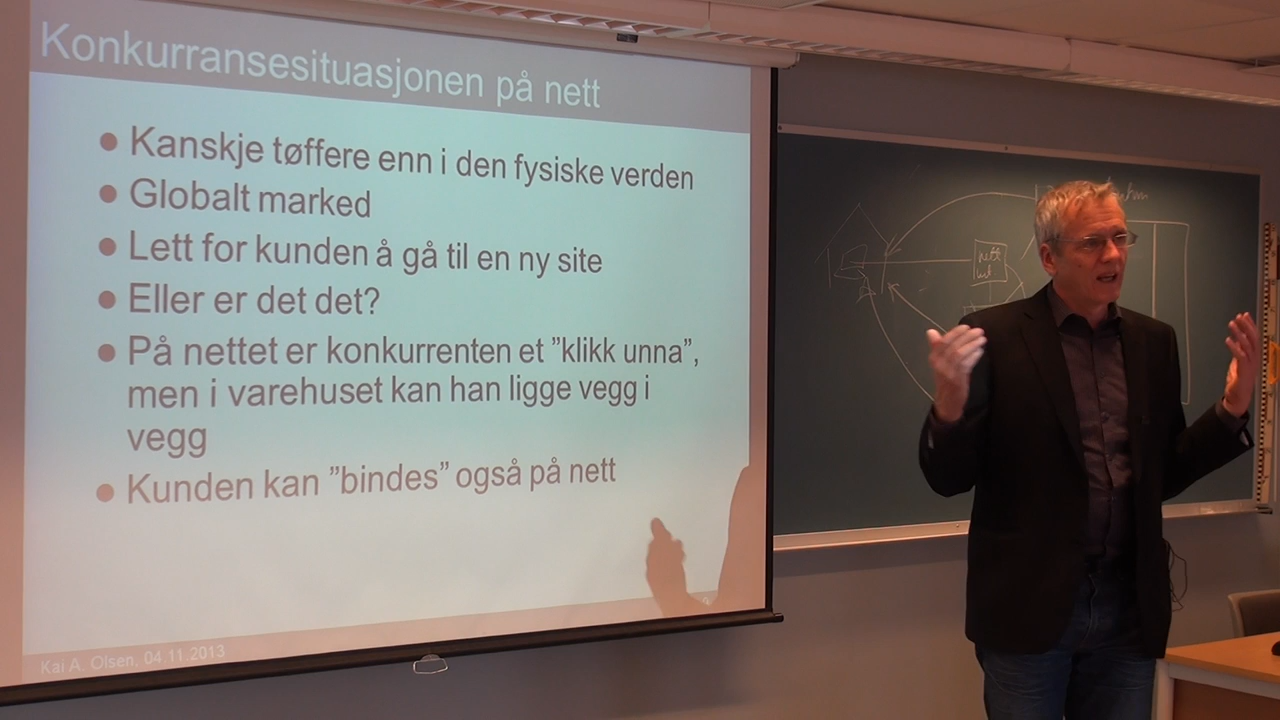 Konkurransesituasjonen på nett
● Kanskje tøffere enn i den fysiske verden
● Globalt marked
● Lett for kunden å gå til en ny site
● Eller er det det?
● På nettet er konkurrenten et ”klikk unna”,
men i varehuset kan han ligge vegg i
vegg
● Kunden kan ”bindes” også på nett
Kai A. Olsen, 04.11.2013
nett